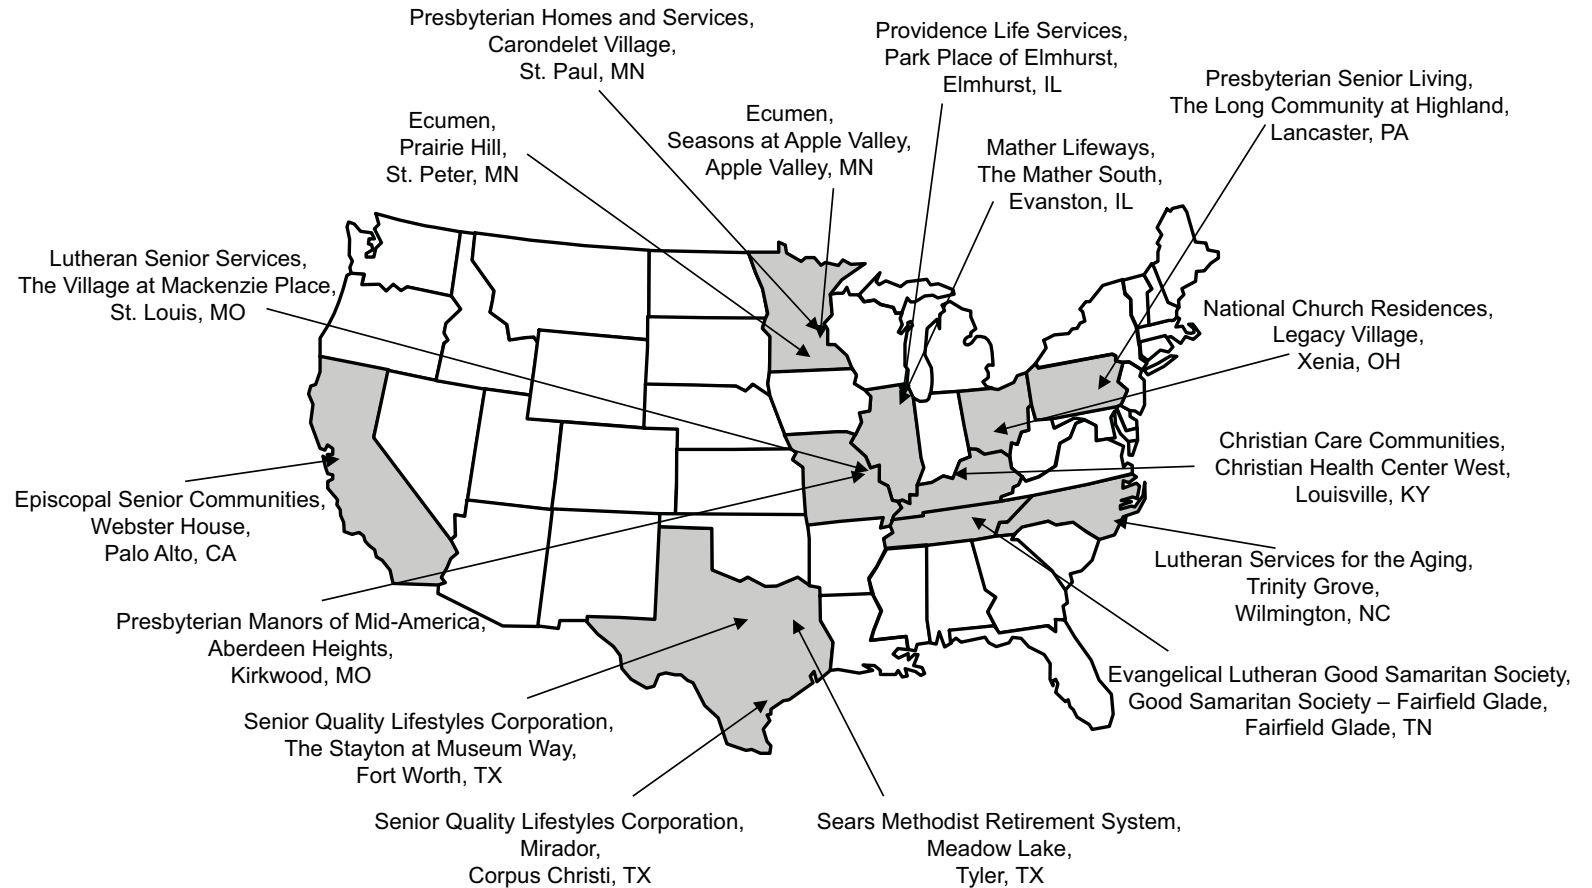 Presbyterian Homes and Services,
Carondelet Village,
St. Paul, MN
Providence Life Services,
Park Place of Elmhurst,
Elmhurst, IL
Presbyterian Senior Living,
The Long Community at Highland,
Lancaster, PA
Ecumen,
Prairie Hill,
St. Peter, MN
Ecumen,
Seasons at Apple Valley,
Apple Valley, MN
Mather Lifeways,
The Mather South,
Evanston, IL
Lutheran Senior Services,
The Village at Mackenzie Place,
St. Louis, MO
National Church Residences,
Legacy Village,
Xenia, OH
Christian Care Communities,
Christian Health Center West,
Louisville, KY
Episcopal Senior Communities,
Webster House,
Palo Alto, CA
Lutheran Services for the Aging,
Trinity Grove,
Wilmington, NC
Presbyterian Manors of Mid-America,
Aberdeen Heights,
Kirkwood, MO
Evangelical Lutheran Good Samaritan Society,
Good Samaritan Society – Fairfield Glade,
Fairfield Glade, TN
Senior Quality Lifestyles Corporation,
The Stayton at Museum Way,
Fort Worth, TX
Senior Quality Lifestyles Corporation,
Mirador,
Corpus Christi, TX
Sears Methodist Retirement System,
Meadow Lake,
Tyler, TX